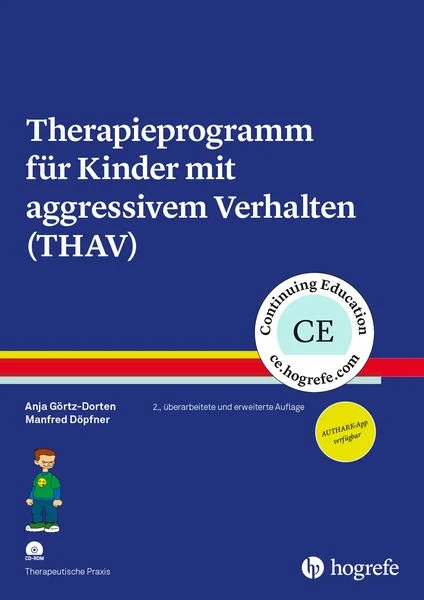 Therapieprogramm
für Kinder mit
aggressivem Verhalten
(THAV)
Continuing Education
CE
ce.hogrefe.com
Anja Görtz-Dorten
Manfred Döpfner
2., überarbeitete und erweiterte Auflage
AUTHARK-App
verfügbar
CD-ROM
Therapeutische Praxis
hogrefe